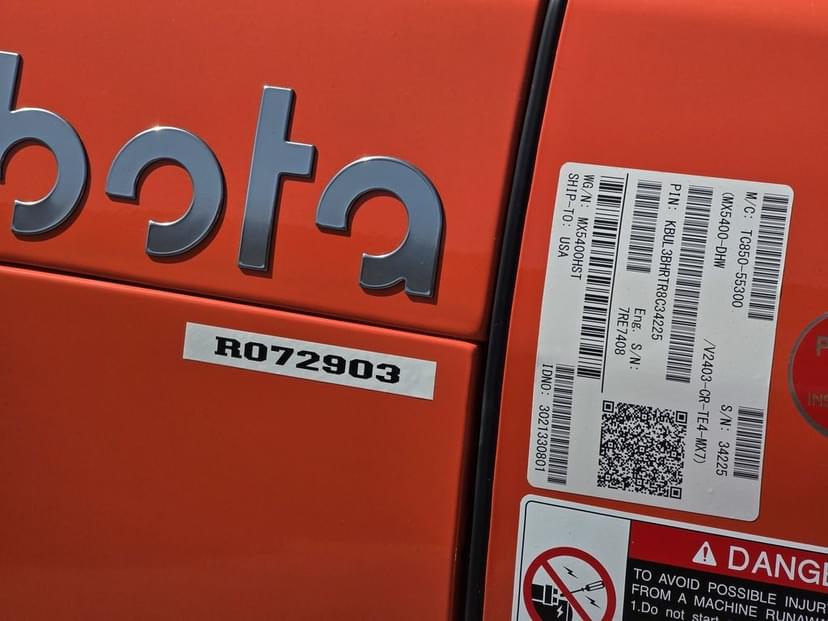 bota
R072903
M/C: TC850-55300
S/N: 34225
(MX5400-DHW
/V2403-CR-TE4-MX7)
PIN: KBUL3BHRTR8C34225
Eng. S/N:
7RE7408
WG/N: MX5400HST
SHIP-TO: USA
IDNO: 3021330801
DANGE
TO AVOID POSSIBLE INJUR
FROM A MACHINE RUNAWA
1.Do not start